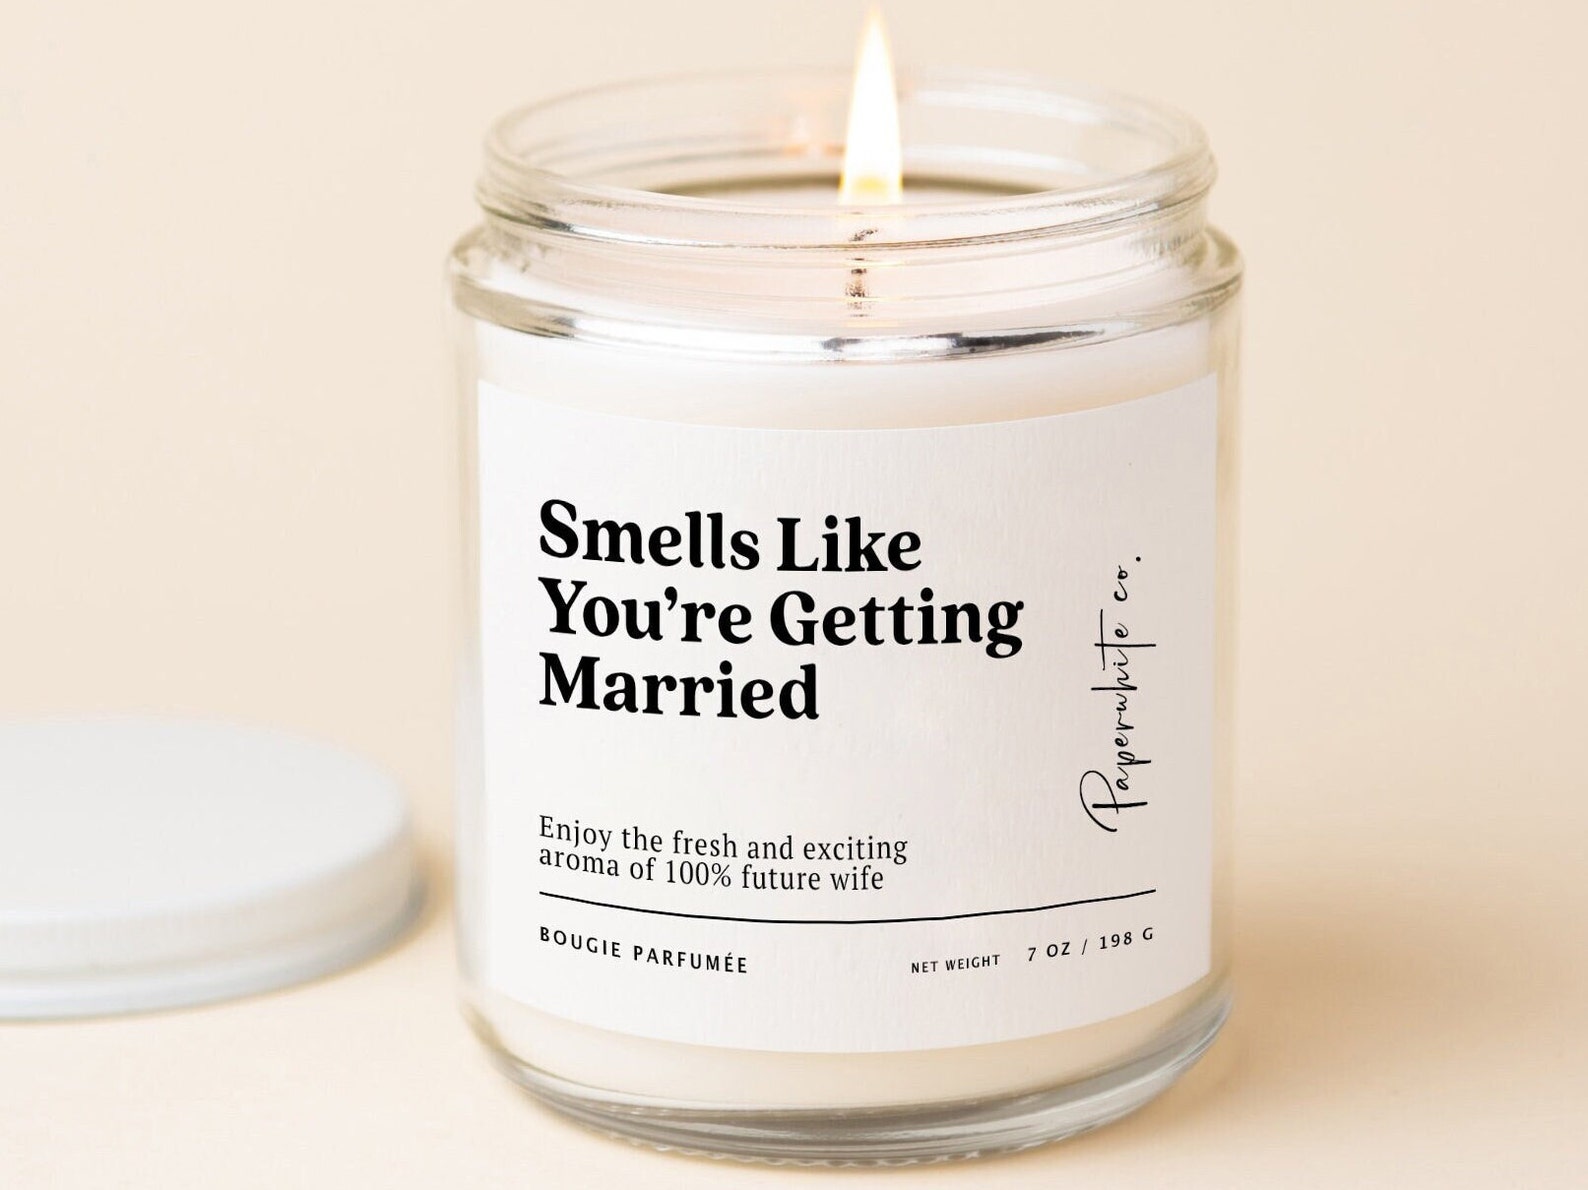 Smells Like
You're Getting
Married
Paperwhite co.
Enjoy the fresh and exciting
aroma of 100% future wife
BOUGIE PARFUMÉE
NET WEIGHT 7 OZ / 198 G